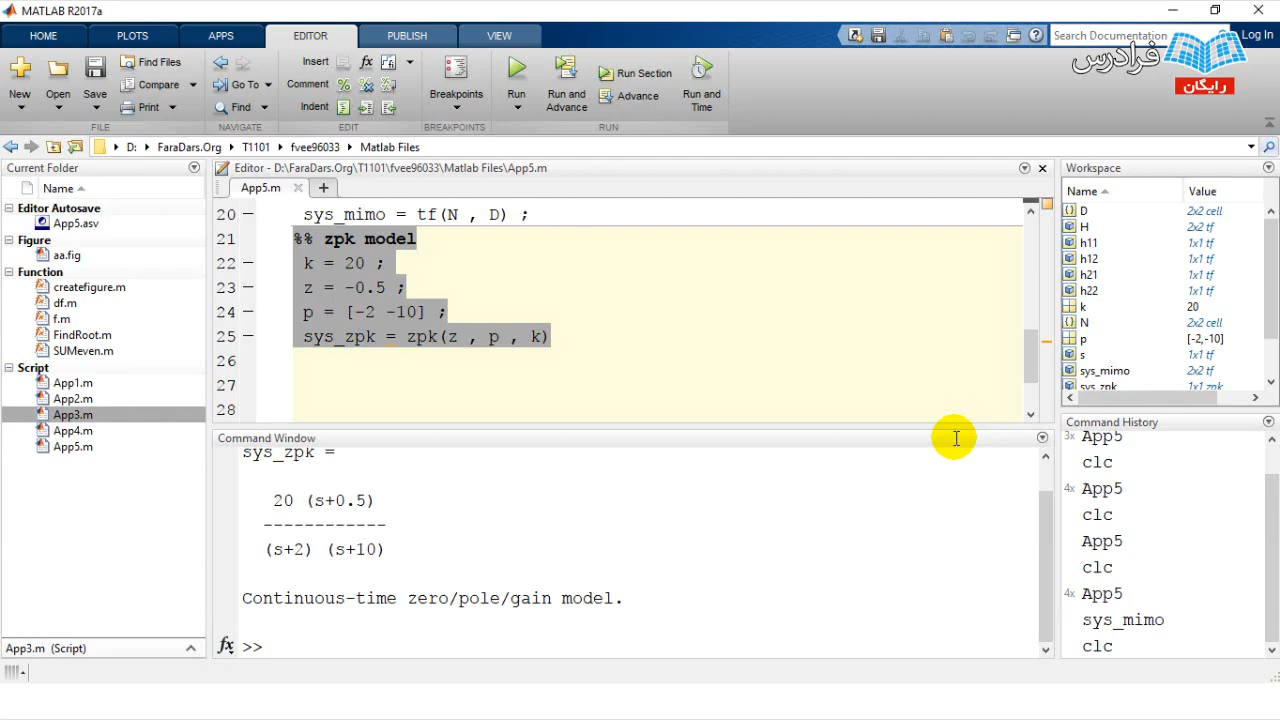 MATLAB R2017a
HOME PLOTS APPS EDITOR PUBLISH VIEW
Search Documentation Log In
فرادرس
رایگان
New Open Save Find Files Compare Print
FILE
Go To Find
NAVIGATE
Insert fx Comment % Indent
EDIT
Breakpoints
BREAKPOINTS
Run Run and Advance Run Section Advance Run and Time
RUN
D: FaraDars.Org T1101 fvee96033 Matlab Files
Current Folder
Name
Editor Autosave
App5.asv
Figure
aa.fig
Function
createfigure.m
df.m
f.m
FindRoot.m
SUMeven.m
Script
App1.m
App2.m
App3.m
App4.m
App5.m
App3.m (Script)
Editor - D:\FaraDars.Org\T1101\fvee96033\Matlab Files\App5.m
App5.m
20 – sys_mimo = tf(N , D) ;
21 %% zpk model
22 – k = 20 ;
23 – z = -0.5 ;
24 – p = [-2 -10] ;
25 – sys_zpk = zpk(z , p , k)
26
27
28
Command Window
sys_zpk =
20 (s+0.5)
------------
(s+2) (s+10)
Continuous-time zero/pole/gain model.
fx >>
Workspace
Name Value
D 2x2 cell
H 2x2 tf
h11 1x1 tf
h12 1x1 tf
h21 1x1 tf
h22 1x1 tf
k 20
N 2x2 cell
p [-2,-10]
s 1x1 tf
sys_mimo 2x2 tf
sys_zpk 1x1 zpk
Command History
3x App5
clc
4x App5
clc
App5
clc
4x App5
sys_mimo
clc